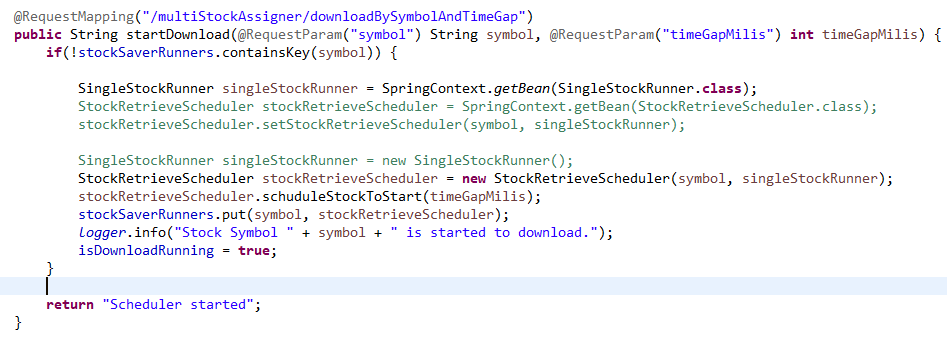 @RequestMapping("/multiStockAssigner/downloadBySymbolAndTimeGap")
public String startDownload(@RequestParam("symbol") String symbol, @RequestParam("timeGapMilis") int timeGapMilis) {
if(!stockSaverRunners.containsKey(symbol)) {
SingleStockRunner singleStockRunner = SpringContext.getBean(SingleStockRunner.class);
StockRetrieveScheduler stockRetrieveScheduler = SpringContext.getBean(StockRetrieveScheduler.class);
stockRetrieveScheduler.setStockRetrieveScheduler(symbol, singleStockRunner);
SingleStockRunner singleStockRunner = new SingleStockRunner();
StockRetrieveScheduler stockRetrieveScheduler = new StockRetrieveScheduler(symbol, singleStockRunner);
stockRetrieveScheduler.schuduleStockToStart(timeGapMilis);
stockSaverRunners.put(symbol, stockRetrieveScheduler);
logger.info("Stock Symbol " + symbol + " is started to download.");
isDownloadRunning = true;
}
return "Scheduler started";
}